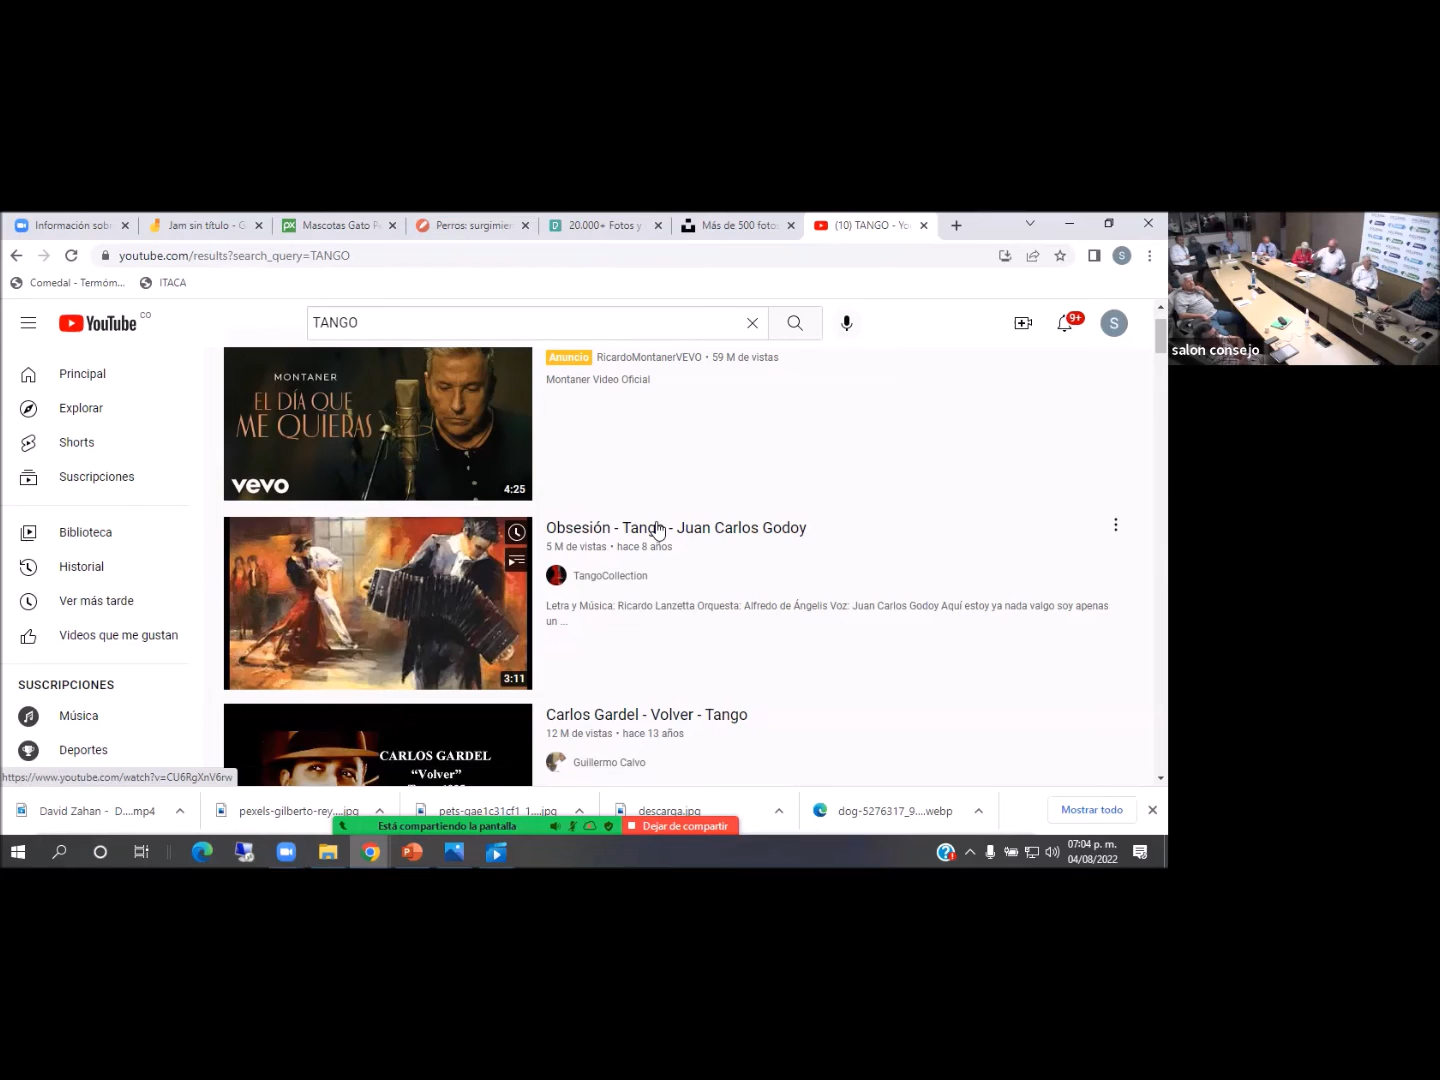 Información sob
Jam sin título - G
Mascotas Gato P
Perros: surgimie
20.000+ Fotos y
Más de 500 foto
(10) TANGO - Yo
youtube.com/results?search_query=TANGO
S
Comedal - Termóm...
ITACA
YouTube CO
TANGO
9+
S
Principal
Explorar
Shorts
Suscripciones
Biblioteca
Historial
Ver más tarde
Videos que me gustan
SUSCRIPCIONES
Música
Deportes
MONTANER
EL DÍA QUE
ME QUIERAS
vevo
4:25
Anuncio RicardoMontanerVEVO • 59 M de vistas
Montaner Video Oficial
3:11
Obsesión - Tango - Juan Carlos Godoy
5 M de vistas • hace 8 años
TangoCollection
Letra y Música: Ricardo Lanzetta Orquesta: Alfredo de Ángelis Voz: Juan Carlos Godoy Aquí estoy ya nada valgo soy apenas
un ...
CARLOS GARDEL
“Volver”
Carlos Gardel - Volver - Tango
12 M de vistas • hace 13 años
Guillermo Calvo
https://www.youtube.com/watch?v=CU6RgXnV6rw
David Zahan - D....mp4
pexels-gilberto-rey....jpg
pets-gae1c31cf1_1....jpg
descarga.jpg
dog-5276317_9....webp
Mostrar todo
Está compartiendo la pantalla
Dejar de compartir
07:04 p. m.
04/08/2022
salon consejo